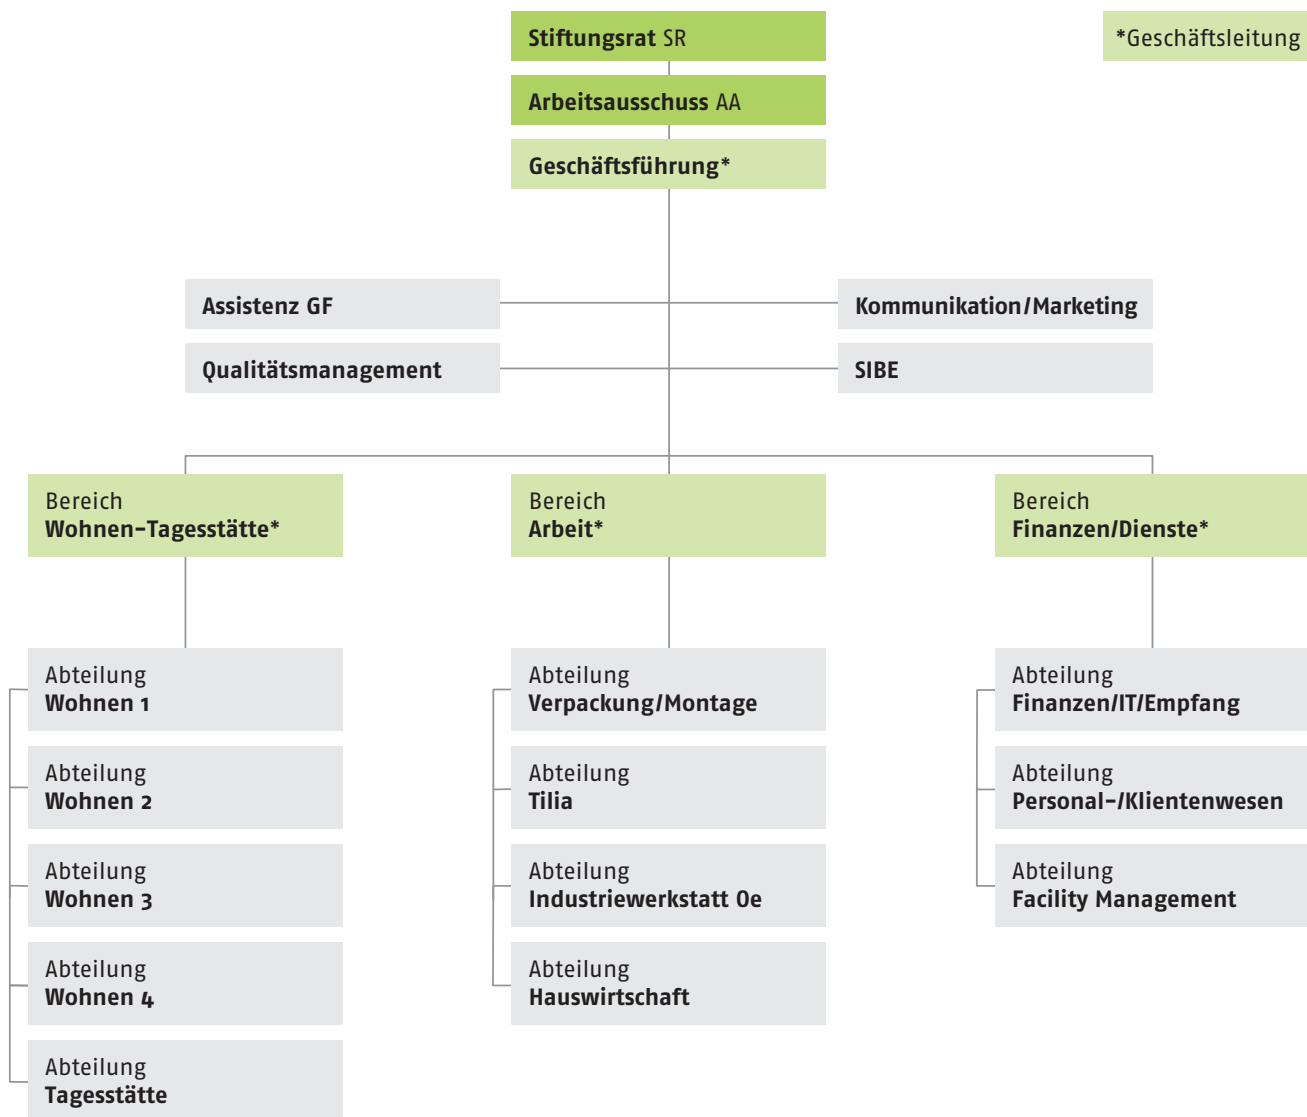 Stiftungsrat SR
*Geschäftsleitung
Arbeitsausschuss AA
Geschäftsführung*
Assistenz GF
Kommunikation/Marketing
Qualitätsmanagement
SIBE
Bereich
Wohnen-Tagesstätte*
Bereich
Arbeit*
Bereich
Finanzen/Dienste*
Abteilung
Wohnen 1
Abteilung
Wohnen 2
Abteilung
Wohnen 3
Abteilung
Wohnen 4
Abteilung
Tagesstätte
Abteilung
Verpackung/Montage
Abteilung
Tilia
Abteilung
Industriewerkstatt Oe
Abteilung
Hauswirtschaft
Abteilung
Finanzen/IT/Empfang
Abteilung
Personal-/Klientenwesen
Abteilung
Facility Management